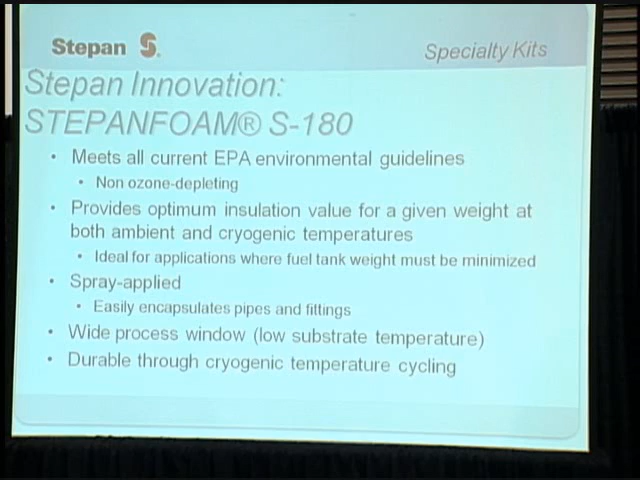 Stepan S.
Specialty Kits
Stepan Innovation:
STEPANFOAM® S-180
• Meets all current EPA environmental guidelines
• Non ozone-depleting
• Provides optimum insulation value for a given weight at
both ambient and cryogenic temperatures
• Ideal for applications where fuel tank weight must be minimized
• Spray-applied
• Easily encapsulates pipes and fittings
• Wide process window (low substrate temperature)
• Durable through cryogenic temperature cycling